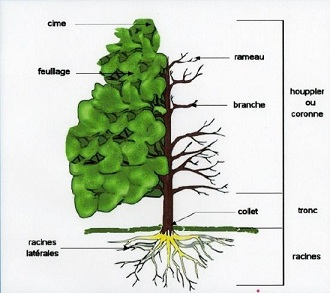 cime
rameau
feuillage
branche
houppier
ou
coronne
collet
tronc
racines
latérales
racines